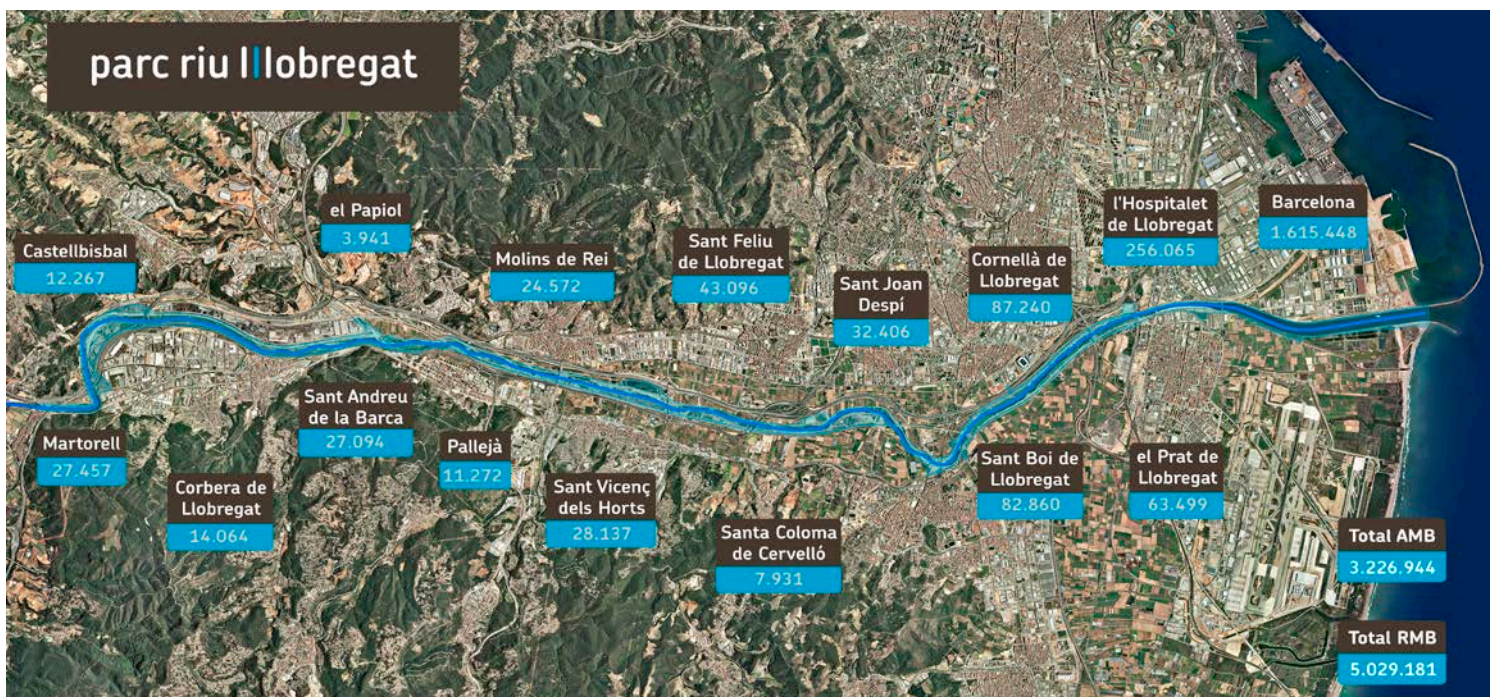 parc riu lllobregat
el Papiol
3.941
Castellbisbal
12.267
Molins de Rei
24.572
Sant Feliu
de Llobregat
43.096
Sant Joan
Despí
32.406
Cornellà de
Llobregat
87.240
l'Hospitalet
de Llobregat
256.065
Barcelona
1.615.448
Martorell
27.457
Corbera de
Llobregat
14.064
Sant Andreu
de la Barca
27.094
Pallejà
11.272
Sant Vicenç
dels Horts
28.137
Santa Coloma
de Cervelló
7.931
Sant Boi de
Llobregat
82.860
el Prat de
Llobregat
63.499
Total AMB
3.226.944
Total RMB
5.029.181